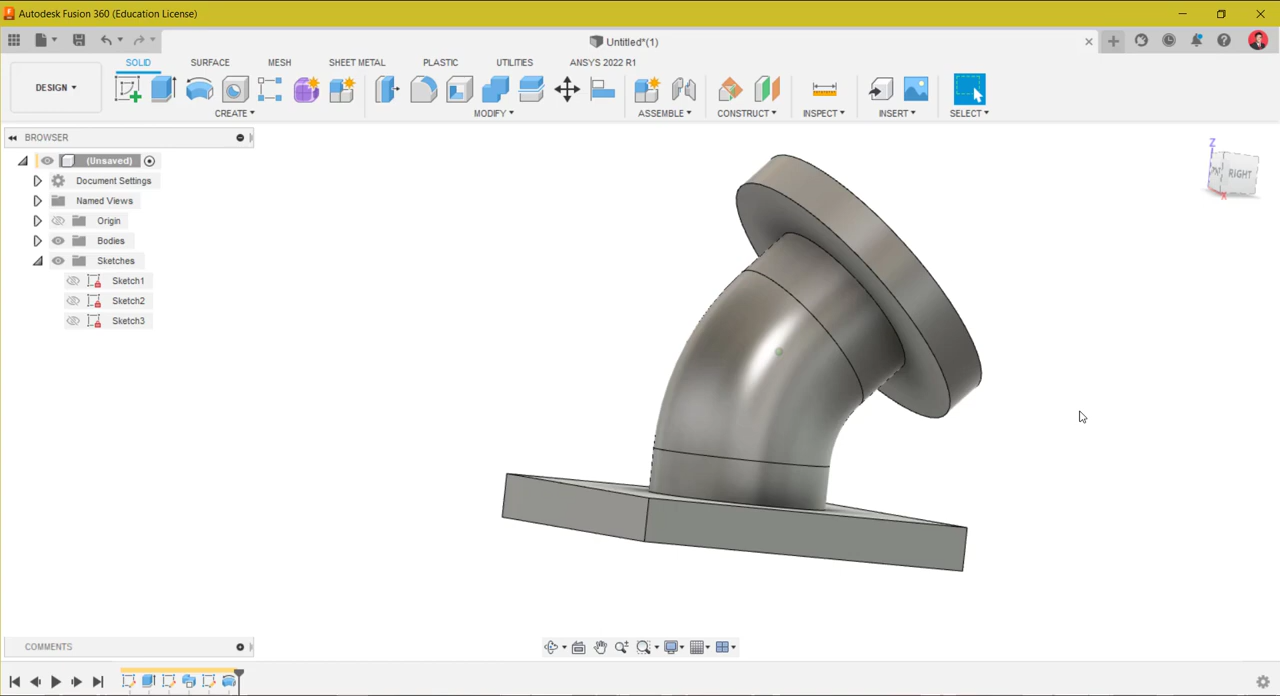 Autodesk Fusion 360 (Education License)
Untitled*(1)
SOLID SURFACE MESH SHEET METAL PLASTIC UTILITIES ANSYS 2022 R1
DESIGN
CREATE MODIFY ASSEMBLE CONSTRUCT INSPECT INSERT SELECT
BROWSER
(Unsaved)
Document Settings
Named Views
Origin
Bodies
Sketches
Sketch1
Sketch2
Sketch3
Z
RIGHT
X
COMMENTS